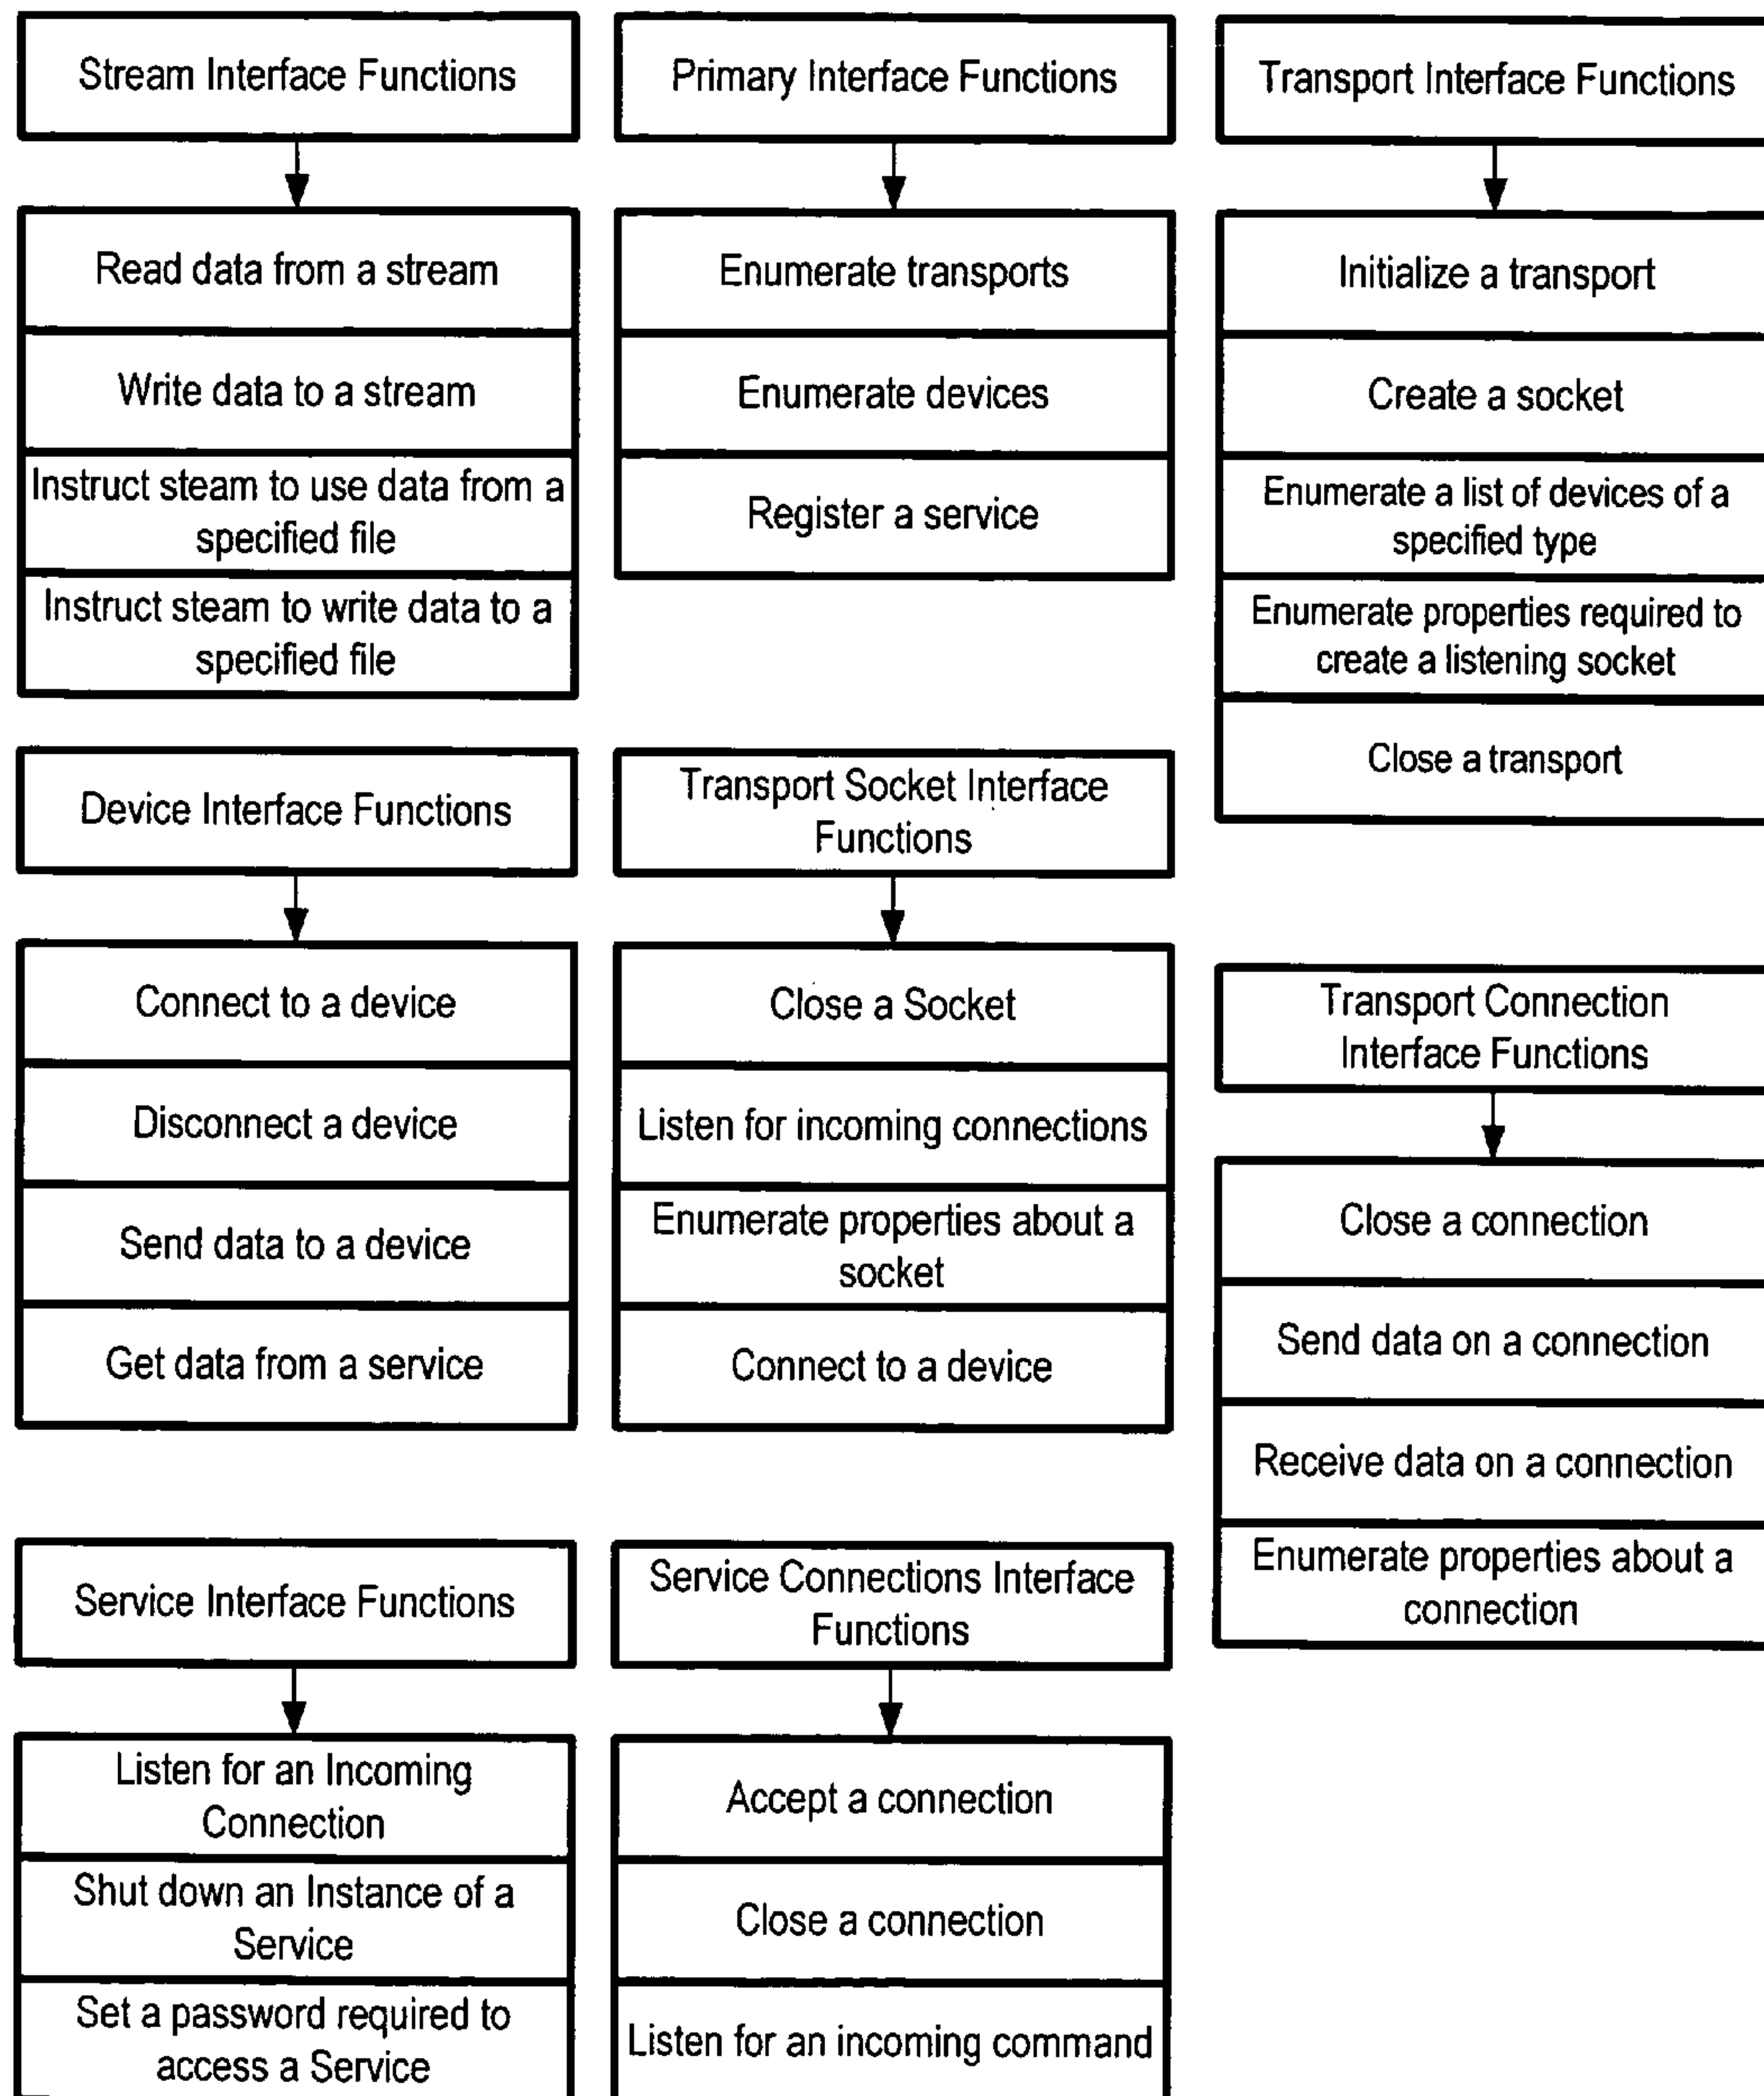 Stream Interface Functions
Read data from a stream
Write data to a stream
Instruct steam to use data from a
specified file
Instruct steam to write data to a
specified file
Primary Interface Functions
Enumerate transports
Enumerate devices
Register a service
Transport Interface Functions
Initialize a transport
Create a socket
Enumerate a list of devices of a
specified type
Enumerate properties required to
create a listening socket
Close a transport
Device Interface Functions
Connect to a device
Disconnect a device
Send data to a device
Get data from a service
Transport Socket Interface
Functions
Close a Socket
Listen for incoming connections
Enumerate properties about a
socket
Connect to a device
Transport Connection
Interface Functions
Close a connection
Send data on a connection
Receive data on a connection
Enumerate properties about a
connection
Service Interface Functions
Listen for an Incoming
Connection
Shut down an Instance of a
Service
Set a password required to
access a Service
Service Connections Interface
Functions
Accept a connection
Close a connection
Listen for an incoming command